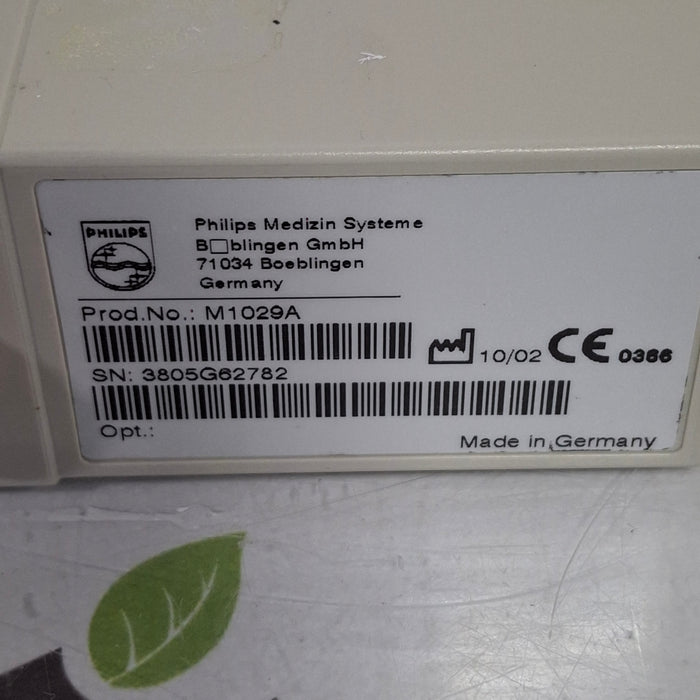 PHILIPS
Philips Medizin Systeme
B□blingen GmbH
71034 Boeblingen
Germany
Prod.No.: M1029A
10/02 CE 0366
SN: 3805G62782
Opt.:
Made in Germany